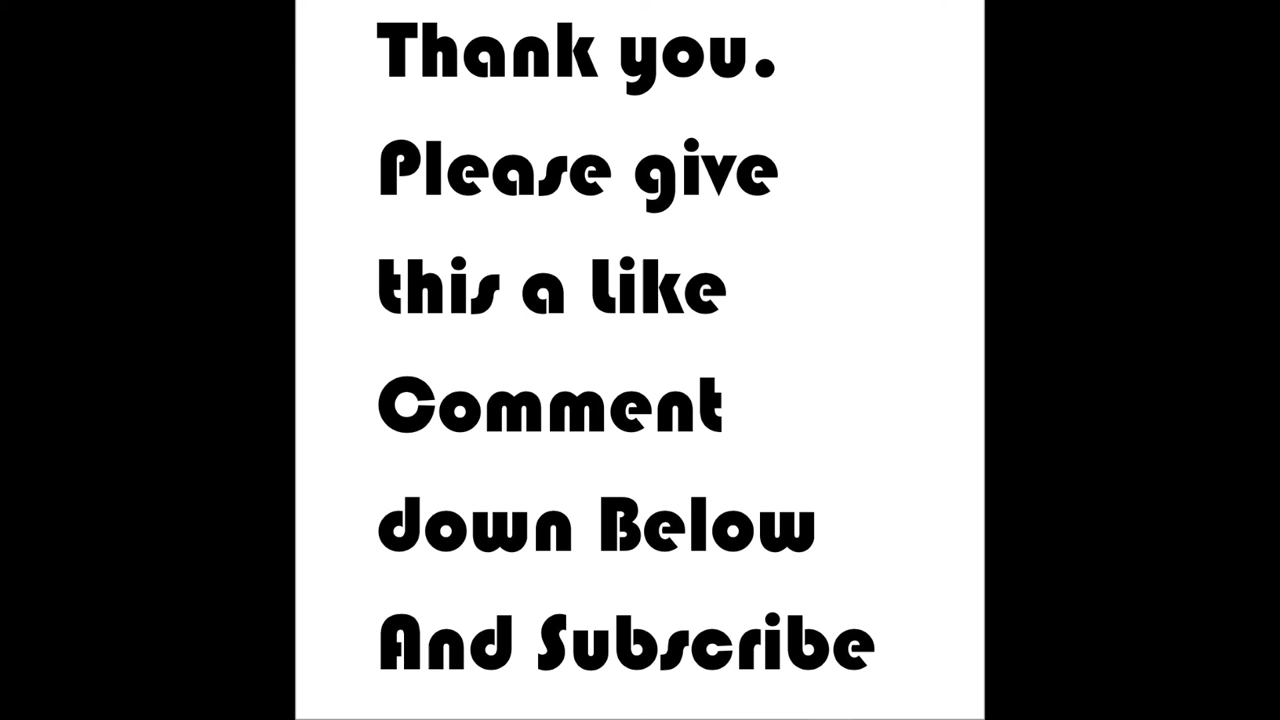 Thank you.
Please give
this a Like
Comment
down Below
And Subscribe